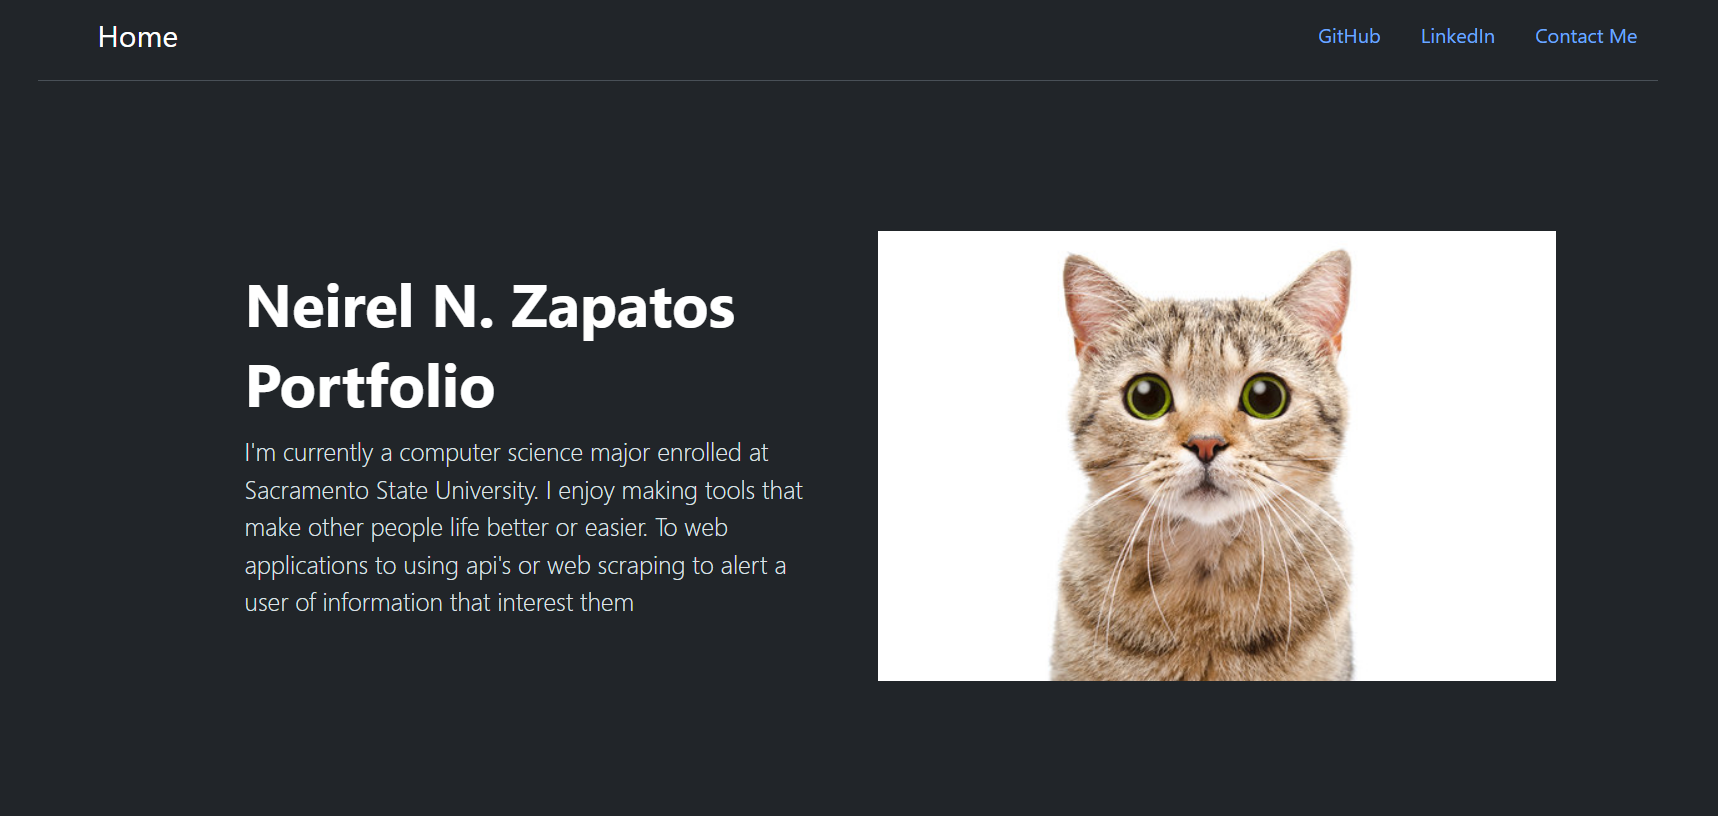 Home
GitHub LinkedIn Contact Me
Neirel N. Zapatos
Portfolio
I'm currently a computer science major enrolled at
Sacramento State University. I enjoy making tools that
make other people life better or easier. To web
applications to using api's or web scraping to alert a
user of information that interest them